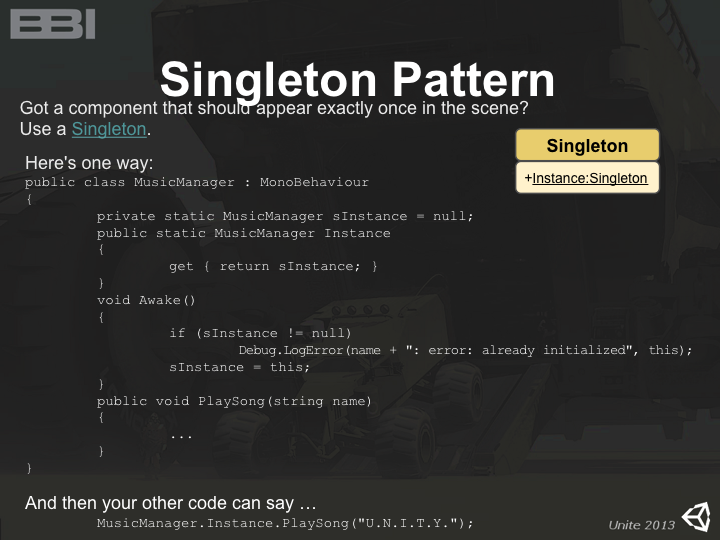 BBI
Singleton Pattern
Got a component that should appear exactly once in the scene?
Use a Singleton.
Singleton
+Instance:Singleton
Here's one way:
public class MusicManager : MonoBehaviour
{
private static MusicManager sInstance = null;
public static MusicManager Instance
{
get { return sInstance; }
}
void Awake()
{
if (sInstance != null)
Debug.LogError(name + ": error: already initialized", this);
sInstance = this;
}
public void PlaySong(string name)
{
...
}
}
And then your other code can say …
MusicManager.Instance.PlaySong("U.N.I.T.Y.");
Unite 2013